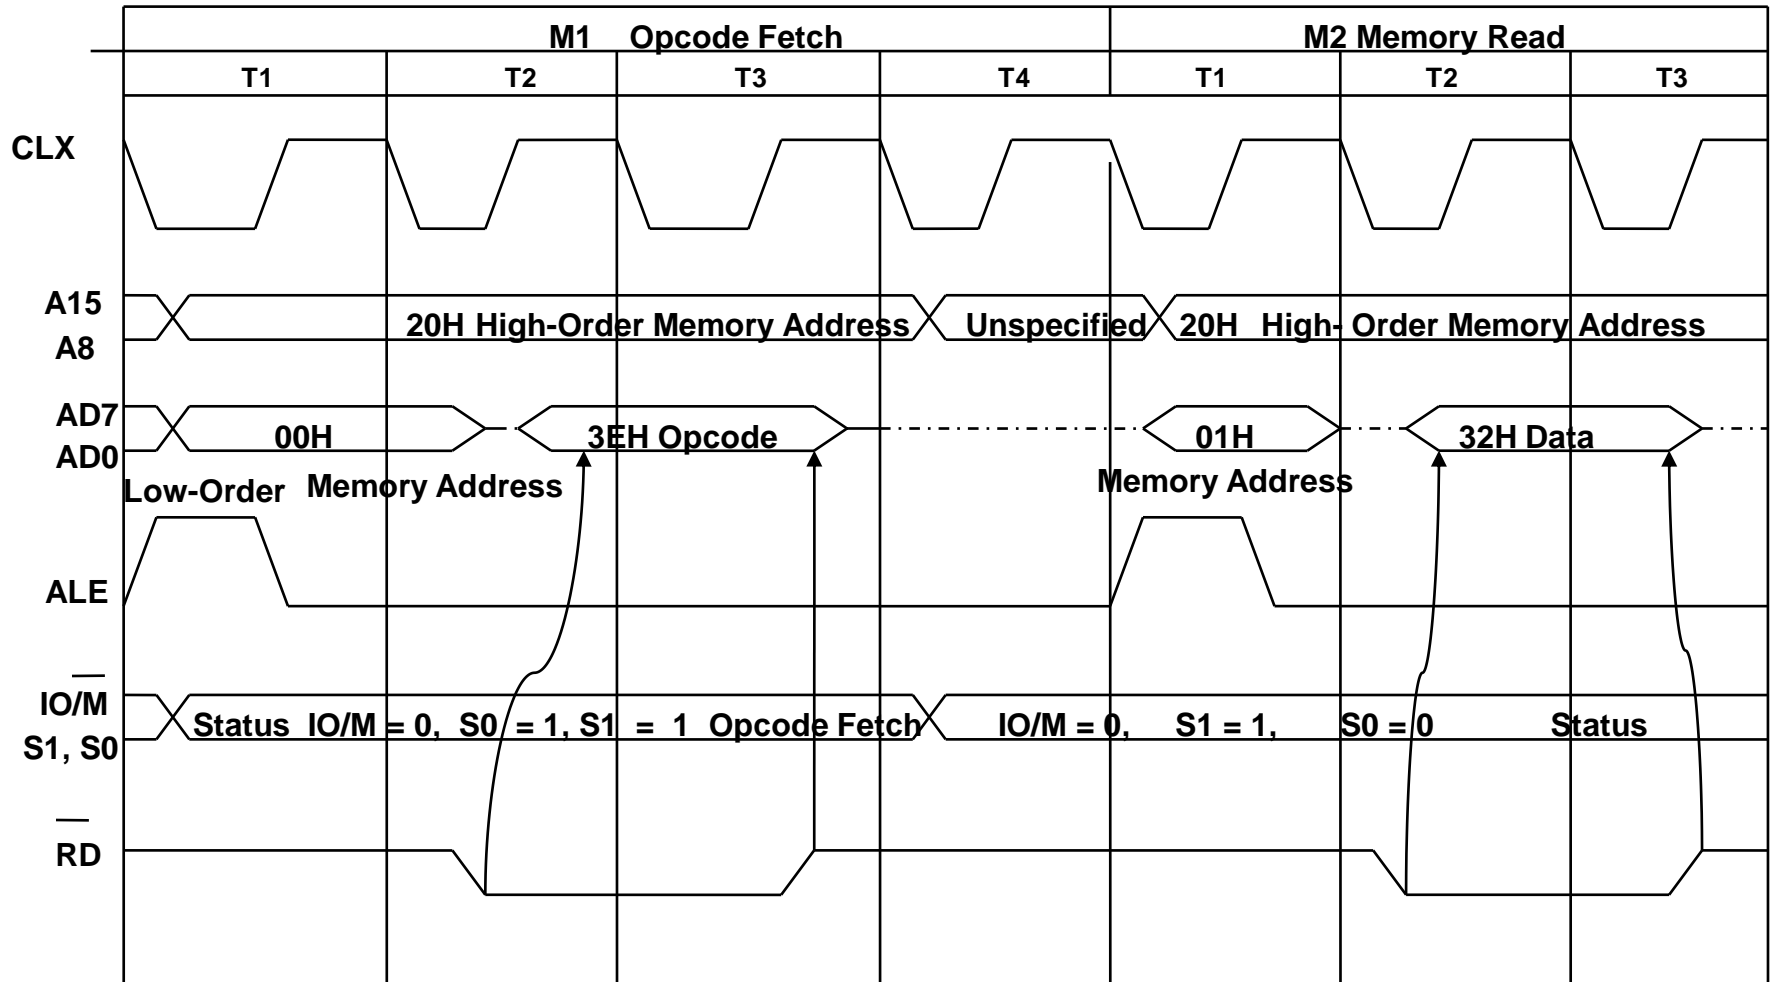 M1 Opcode Fetch M2 Memory Read
T1 T2 T3 T4 T1 T2 T3
CLX
A15
20H High-Order Memory Address Unspecified 20H High- Order Memory Address
A8
AD7
00H 3EH Opcode 01H 32H Data
AD0
Low-Order Memory Address Memory Address
ALE
IO/M
Status IO/M = 0, S0 = 1, S1 = 1 Opcode Fetch IO/M = 0, S1 = 1, S0 = 0 Status
S1, S0
RD